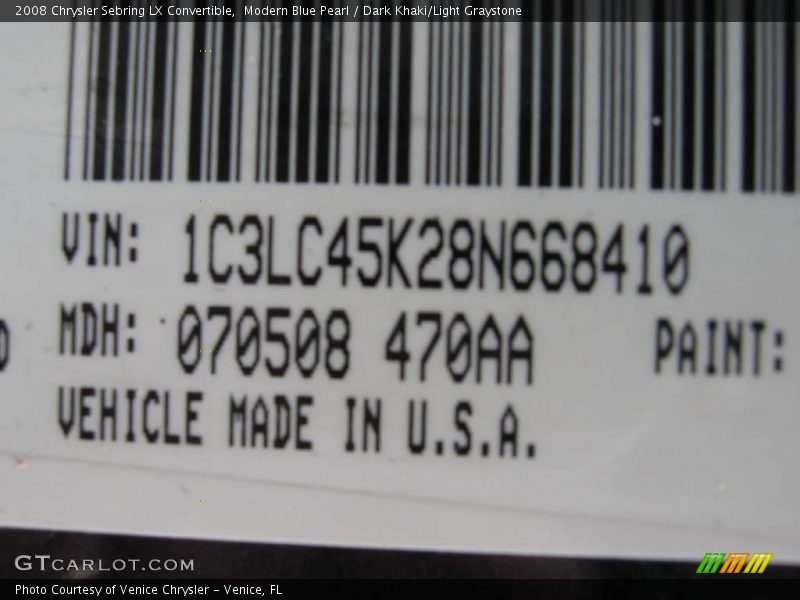 2008 Chrysler Sebring LX Convertible, Modern Blue Pearl / Dark Khaki/Light Graystone
VIN: 1C3LC45K28N668410
MDH: 070508 470AA PAINT:
VEHICLE MADE IN U.S.A.
GTCARLOT.COM
Photo Courtesy of Venice Chrysler - Venice, FL